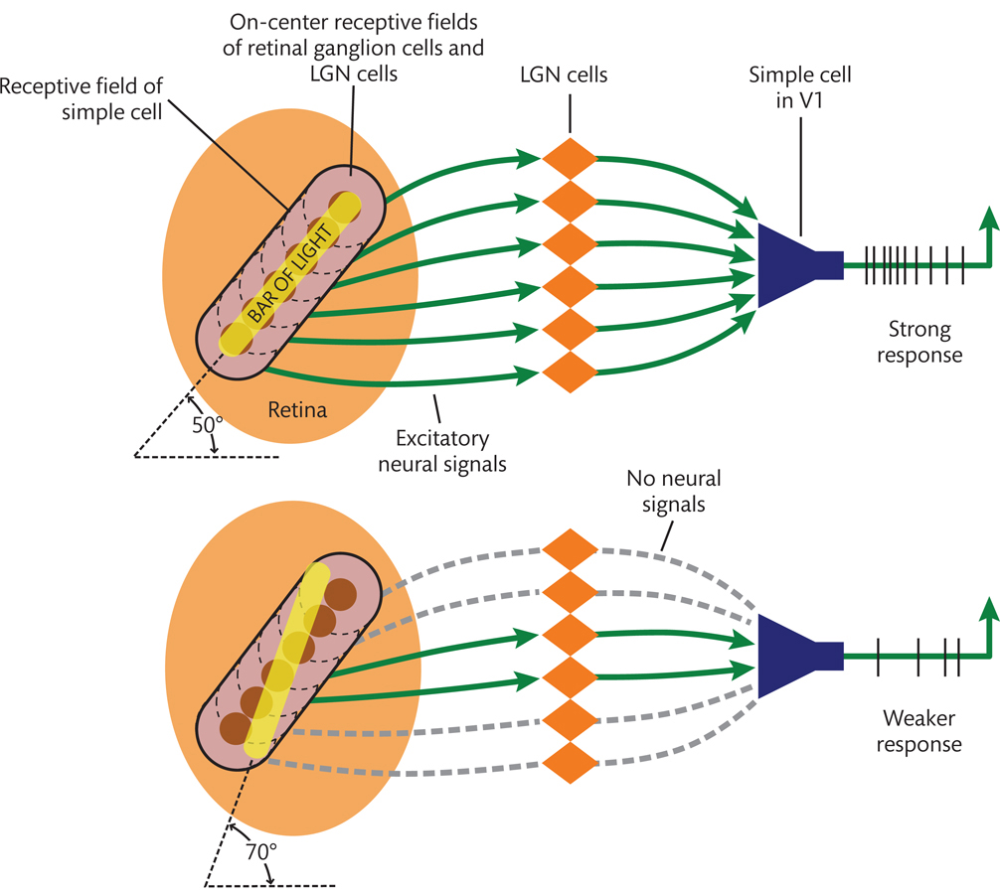 On-center receptive fields
of retinal ganglion cells and
LGN cells
Receptive field of
simple cell
LGN cells
Simple cell
in V1
BAR OF LIGHT
Strong
response
Retina
50°
Excitatory
neural signals
No neural
signals
Weaker
response
70°